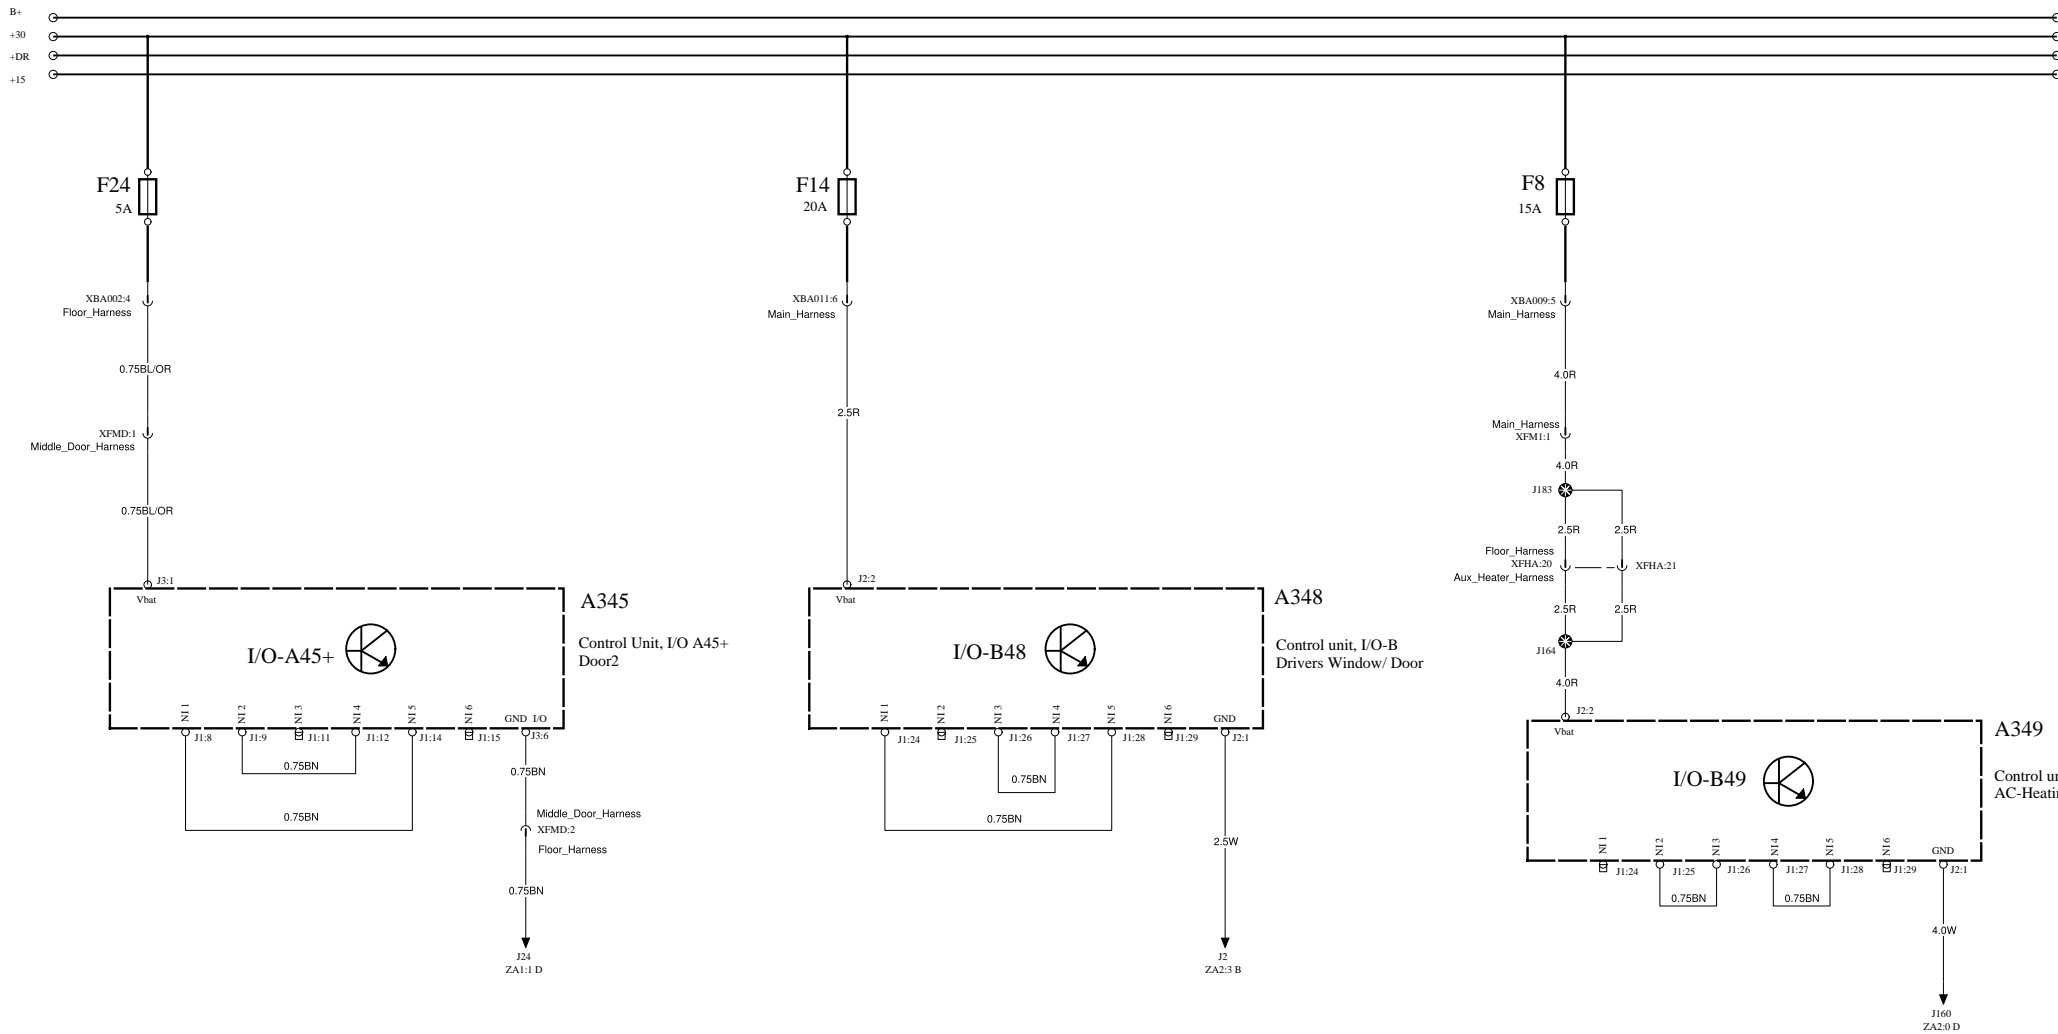 B+
+30
+DR
+15
F24
5A
XBA002:4
Floor_Harness
0.75BL/OR
XFMD:1
Middle_Door_Harness
0.75BL/OR
J3:1
Vbat
I/O-A45+
A345
Control Unit, I/O A45+
Door2
NI 1
NI 2
NI 3
NI 4
NI 5
NI 6
GND I/O
J1:8
J1:9
J1:11
J1:12
J1:14
J1:15
J3:6
0.75BN
0.75BN
0.75BN
Middle_Door_Harness
XFMD:2
Floor_Harness
0.75BN
J24
ZA1:1 D
F14
20A
XBA011:6
Main_Harness
2.5R
J2:2
Vbat
I/O-B48
A348
Control unit, I/O-B
Drivers Window/ Door
NI 1
NI 2
NI 3
NI 4
NI 5
NI 6
GND
J1:24
J1:25
J1:26
J1:27
J1:28
J1:29
J2:1
0.75BN
0.75BN
2.5W
J2
ZA2:3 B
F8
15A
XBA009:5
Main_Harness
4.0R
Main_Harness
XFM1:1
4.0R
J183
2.5R
2.5R
Floor_Harness
XFHA:20
XFHA:21
Aux_Heater_Harness
2.5R
2.5R
J164
4.0R
J2:2
Vbat
I/O-B49
A349
Control
AC-
NI 1
NI 2
NI 3
NI 4
NI 5
NI 6
GND
J1:24
J1:25
J1:26
J1:27
J1:28
J1:29
J2:1
0.75BN
0.75BN
4.0W
J160
ZA2:0 D